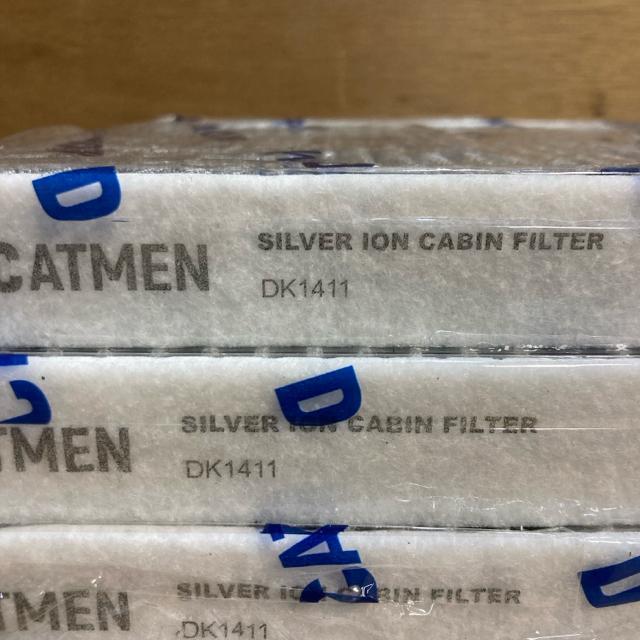 CATMEN
SILVER ION CABIN FILTER
DK1411
TMEN
SILVER ION CABIN FILTER
DK1411
TMEN
SILVER ION CABIN FILTER
DK1411
D
D